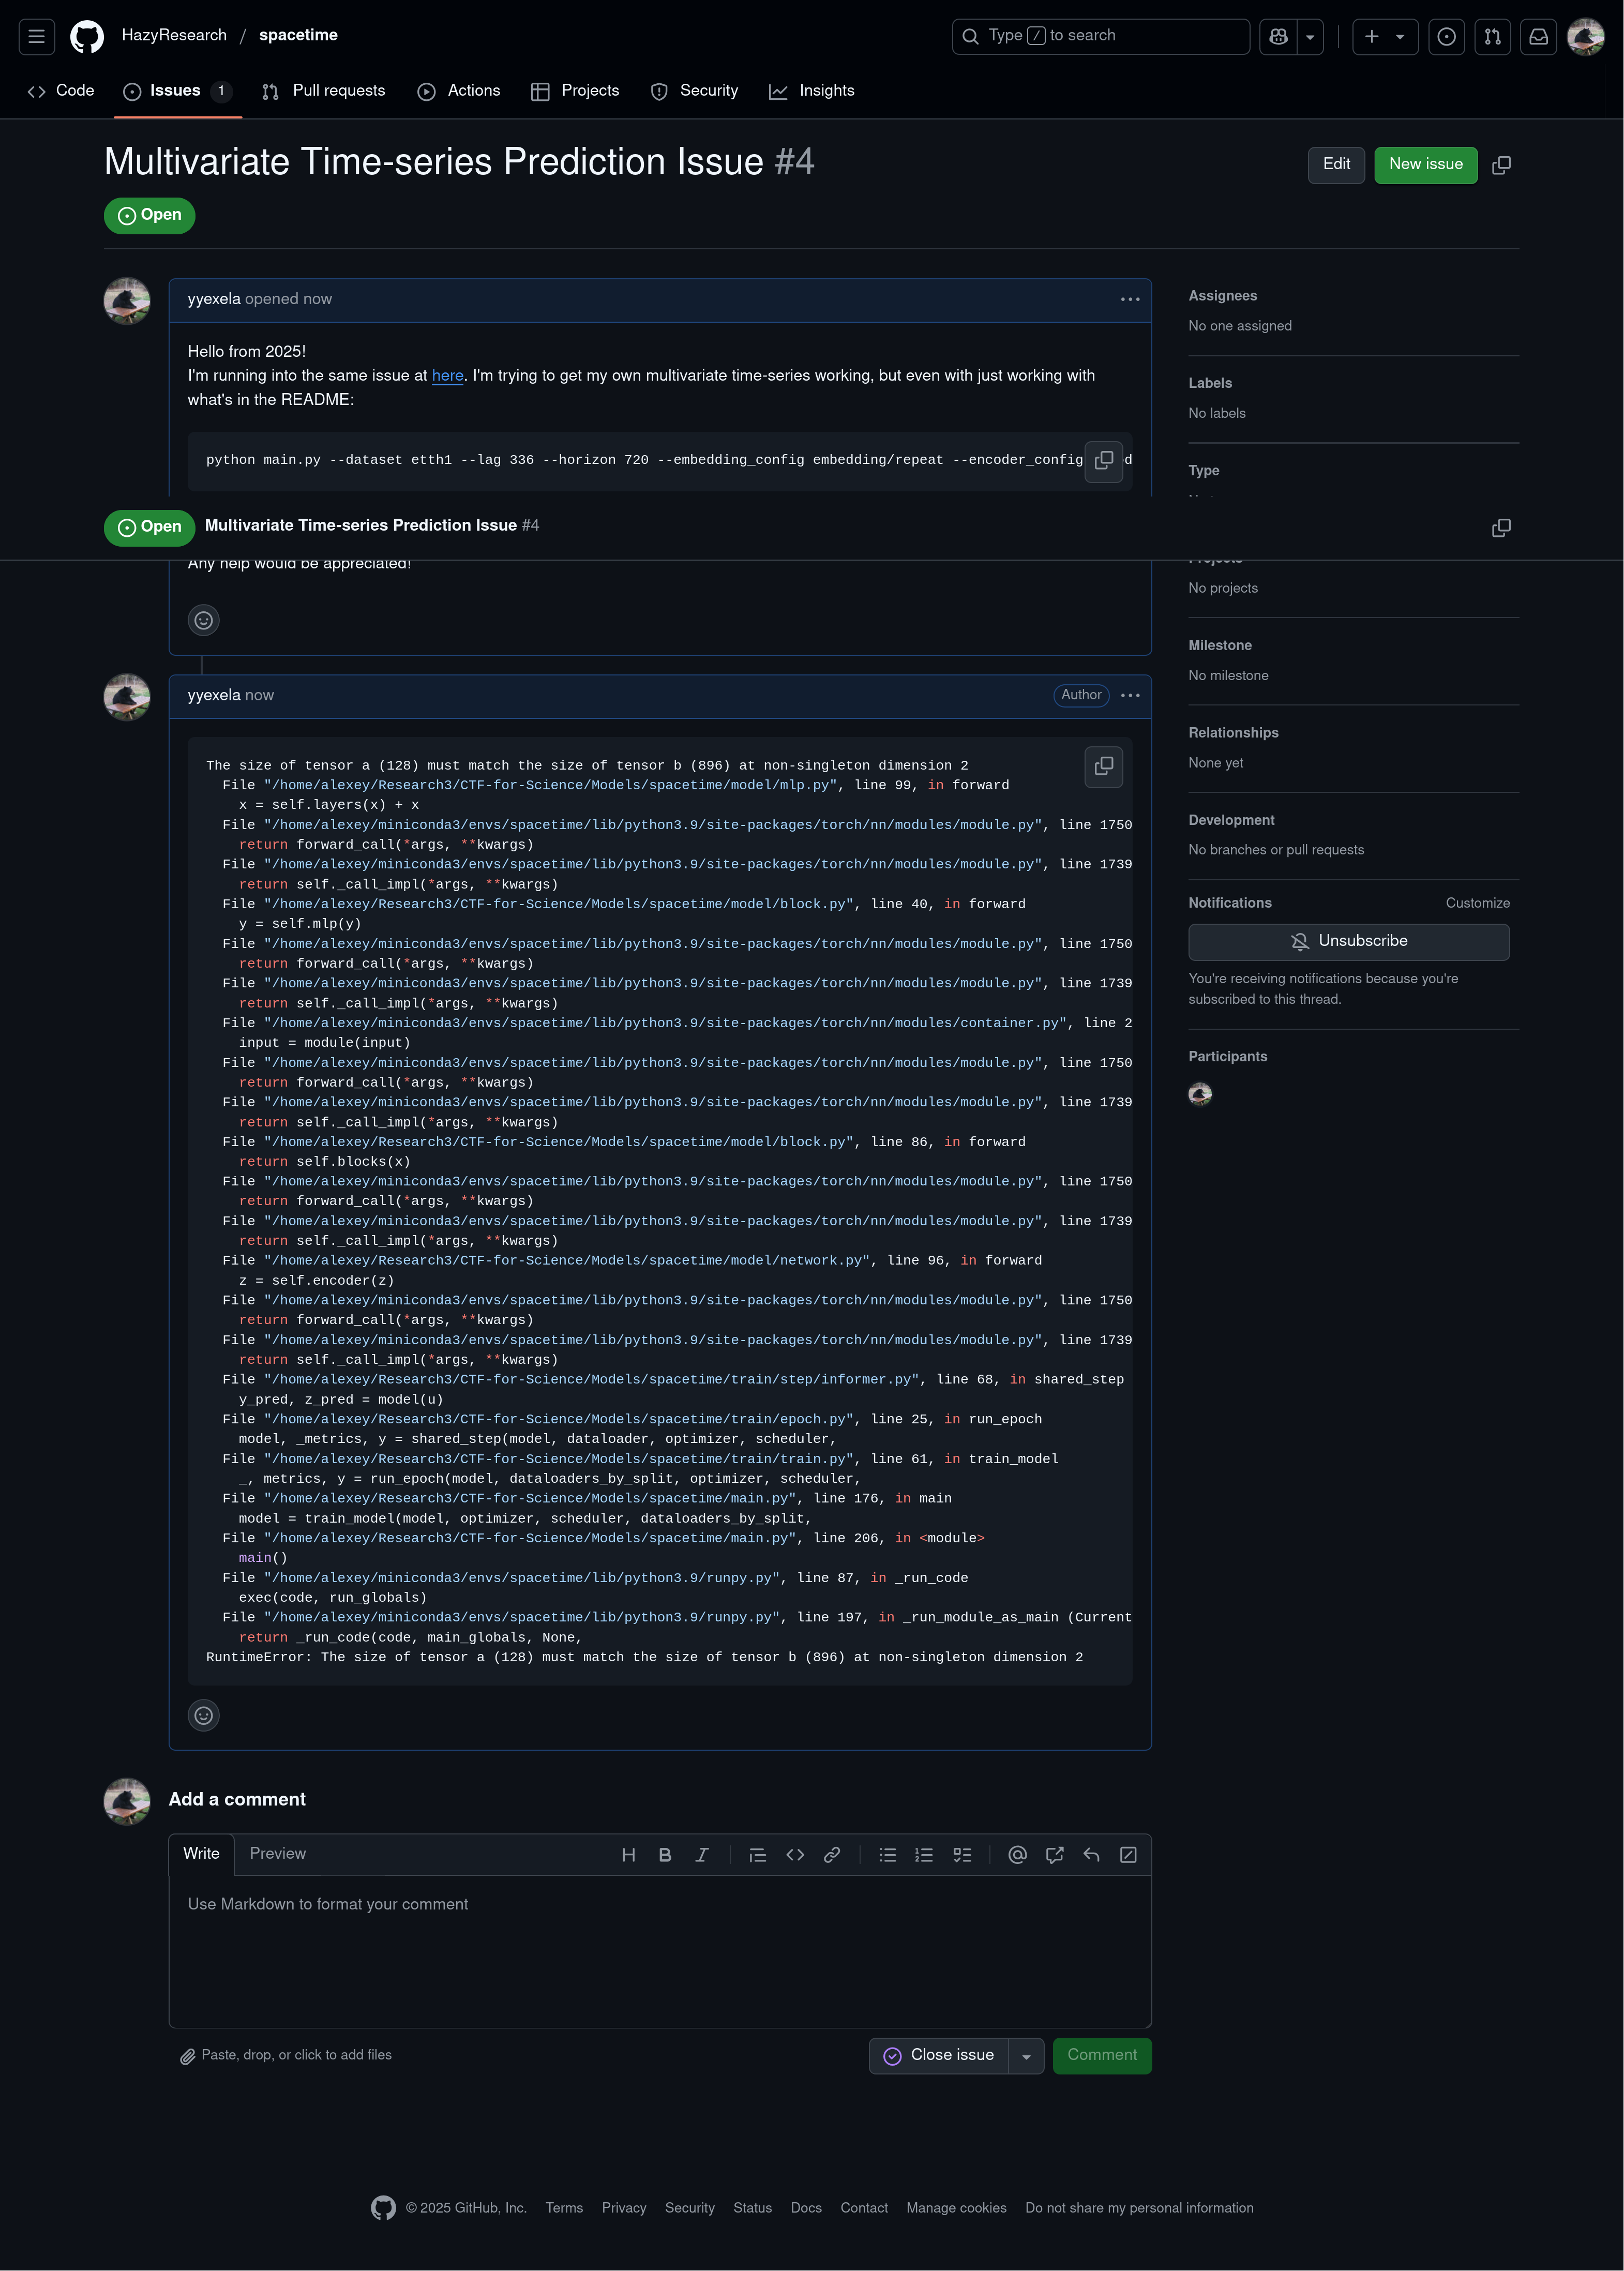 HazyResearch / spacetime
Type / to search
Code
Issues 1
Pull requests
Actions
Projects
Security
Insights
Multivariate Time-series Prediction Issue #4
Edit
New issue
Open
yyexela opened now
Hello from 2025!
I'm running into the same issue at here. I'm trying to get my own multivariate time-series working, but even with just working with
what's in the README:
python main.py --dataset etth1 --lag 336 --horizon 720 --embedding_config embedding/repeat --encoder_config
Open
Multivariate Time-series Prediction Issue #4
Any help would be appreciated!
yyexela now
Author
The size of tensor a (128) must match the size of tensor b (896) at non-singleton dimension 2
File "/home/alexey/Research3/CTF-for-Science/Models/spacetime/model/mlp.py", line 99, in forward
x = self.layers(x) + x
File "/home/alexey/miniconda3/envs/spacetime/lib/python3.9/site-packages/torch/nn/modules/module.py", line 1750
return forward_call(*args, **kwargs)
File "/home/alexey/miniconda3/envs/spacetime/lib/python3.9/site-packages/torch/nn/modules/module.py", line 1739
return self._call_impl(*args, **kwargs)
File "/home/alexey/Research3/CTF-for-Science/Models/spacetime/model/block.py", line 40, in forward
y = self.mlp(y)
File "/home/alexey/miniconda3/envs/spacetime/lib/python3.9/site-packages/torch/nn/modules/module.py", line 1750
return forward_call(*args, **kwargs)
File "/home/alexey/miniconda3/envs/spacetime/lib/python3.9/site-packages/torch/nn/modules/module.py", line 1739
return self._call_impl(*args, **kwargs)
File "/home/alexey/miniconda3/envs/spacetime/lib/python3.9/site-packages/torch/nn/modules/container.py", line 2
input = module(input)
File "/home/alexey/miniconda3/envs/spacetime/lib/python3.9/site-packages/torch/nn/modules/module.py", line 1750
return forward_call(*args, **kwargs)
File "/home/alexey/miniconda3/envs/spacetime/lib/python3.9/site-packages/torch/nn/modules/module.py", line 1739
return self._call_impl(*args, **kwargs)
File "/home/alexey/Research3/CTF-for-Science/Models/spacetime/model/block.py", line 86, in forward
return self.blocks(x)
File "/home/alexey/miniconda3/envs/spacetime/lib/python3.9/site-packages/torch/nn/modules/module.py", line 1750
return forward_call(*args, **kwargs)
File "/home/alexey/miniconda3/envs/spacetime/lib/python3.9/site-packages/torch/nn/modules/module.py", line 1739
return self._call_impl(*args, **kwargs)
File "/home/alexey/Research3/CTF-for-Science/Models/spacetime/model/network.py", line 96, in forward
z = self.encoder(z)
File "/home/alexey/miniconda3/envs/spacetime/lib/python3.9/site-packages/torch/nn/modules/module.py", line 1750
return forward_call(*args, **kwargs)
File "/home/alexey/miniconda3/envs/spacetime/lib/python3.9/site-packages/torch/nn/modules/module.py", line 1739
return self._call_impl(*args, **kwargs)
File "/home/alexey/Research3/CTF-for-Science/Models/spacetime/train/step/informer.py", line 68, in shared_step
y_pred, z_pred = model(u)
File "/home/alexey/Research3/CTF-for-Science/Models/spacetime/train/epoch.py", line 25, in run_epoch
model, _metrics, y = shared_step(model, dataloader, optimizer, scheduler,
File "/home/alexey/Research3/CTF-for-Science/Models/spacetime/train/train.py", line 61, in train_model
_, metrics, y = run_epoch(model, dataloaders_by_split, optimizer, scheduler,
File "/home/alexey/Research3/CTF-for-Science/Models/spacetime/main.py", line 176, in main
model = train_model(model, optimizer, scheduler, dataloaders_by_split,
File "/home/alexey/Research3/CTF-for-Science/Models/spacetime/main.py", line 206, in <module>
main()
File "/home/alexey/miniconda3/envs/spacetime/lib/python3.9/runpy.py", line 87, in _run_code
exec(code, run_globals)
File "/home/alexey/miniconda3/envs/spacetime/lib/python3.9/runpy.py", line 197, in _run_module_as_main (Current
return _run_code(code, main_globals, None,
RuntimeError: The size of tensor a (128) must match the size of tensor b (896) at non-singleton dimension 2
Assignees
No one assigned
Labels
No labels
Type
Projects
No projects
Milestone
No milestone
Relationships
None yet
Development
No branches or pull requests
Notifications
Customize
Unsubscribe
You're receiving notifications because you're
subscribed to this thread.
Participants
Add a comment
Write
Preview
Use Markdown to format your comment
Paste, drop, or click to add files
Close issue
Comment
© 2025 GitHub, Inc. Terms Privacy Security Status Docs Contact Manage cookies Do not share my personal information